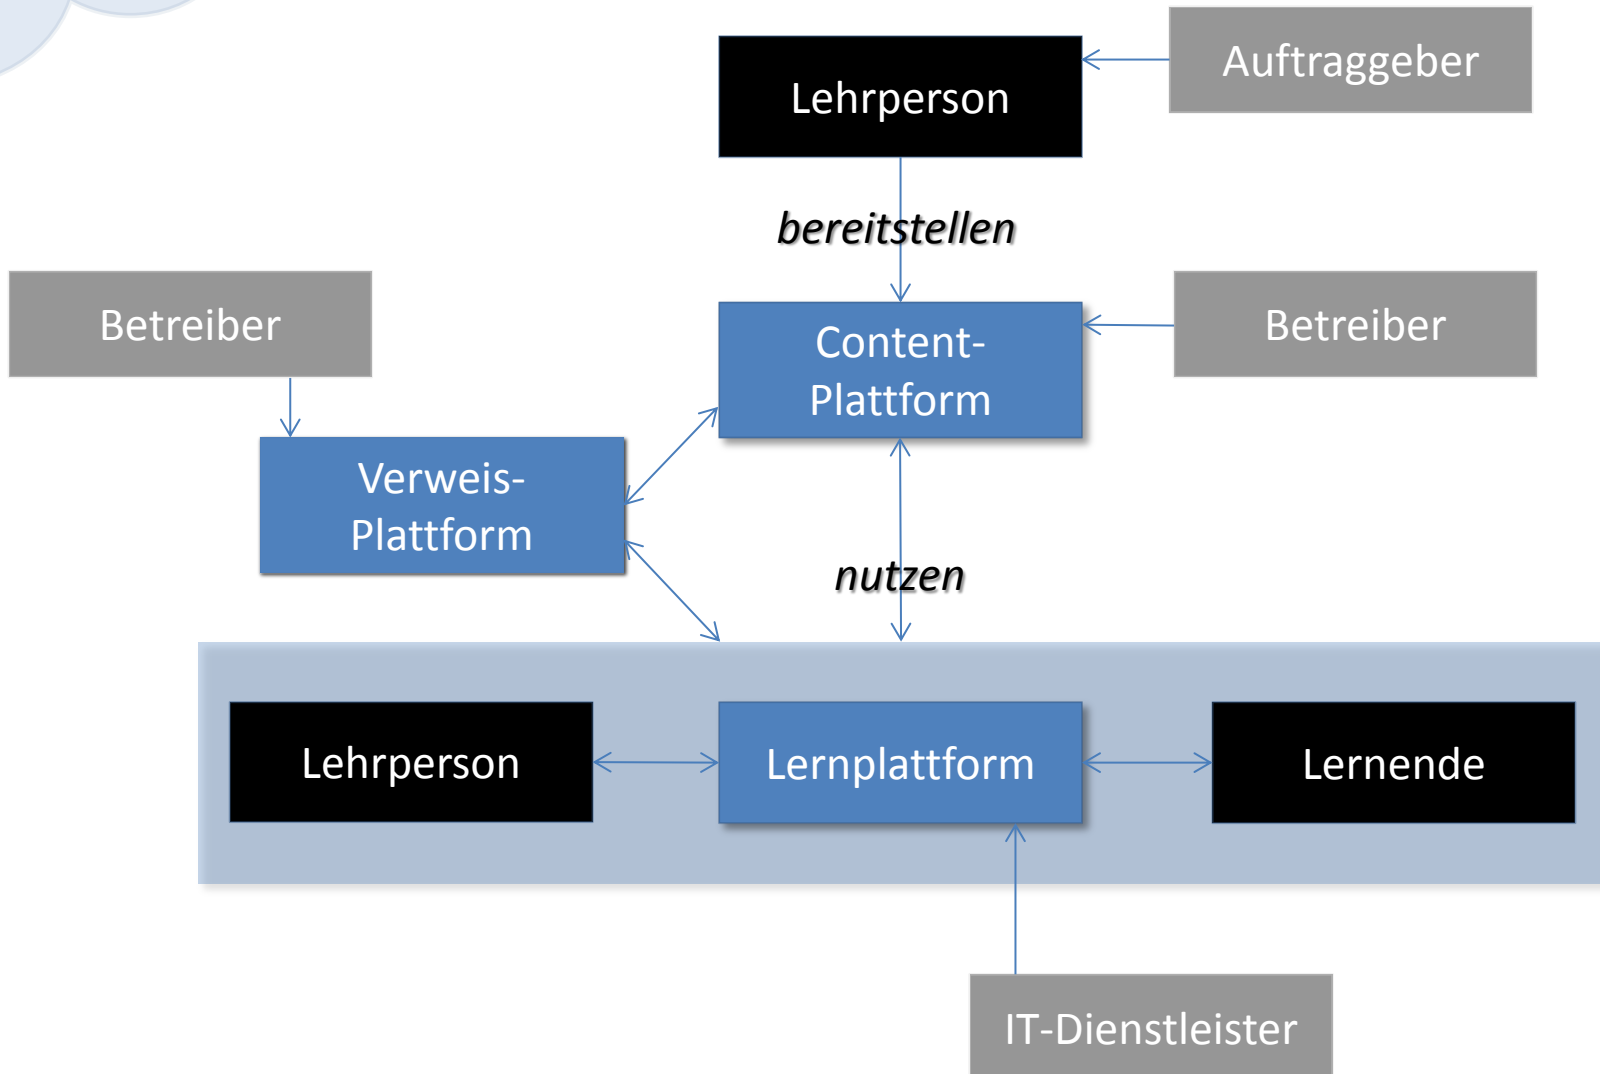 Auftraggeber
Lehrperson
bereitstellen
Betreiber
Content-
Plattform
Betreiber
Verweis-
Plattform
nutzen
Lehrperson
Lernplattform
Lernende
IT-Dienstleister